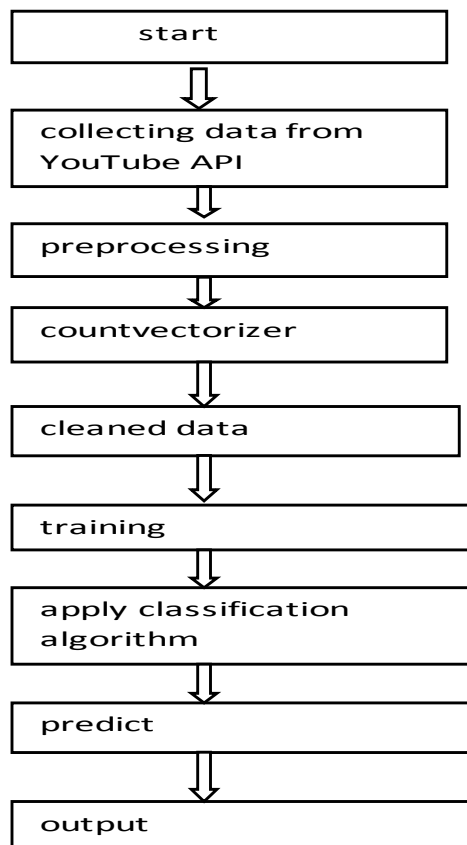 start
collecting data from
YouTube API
preprocessing
countvectorizer
cleaned data
training
apply classification
algorithm
predict
output